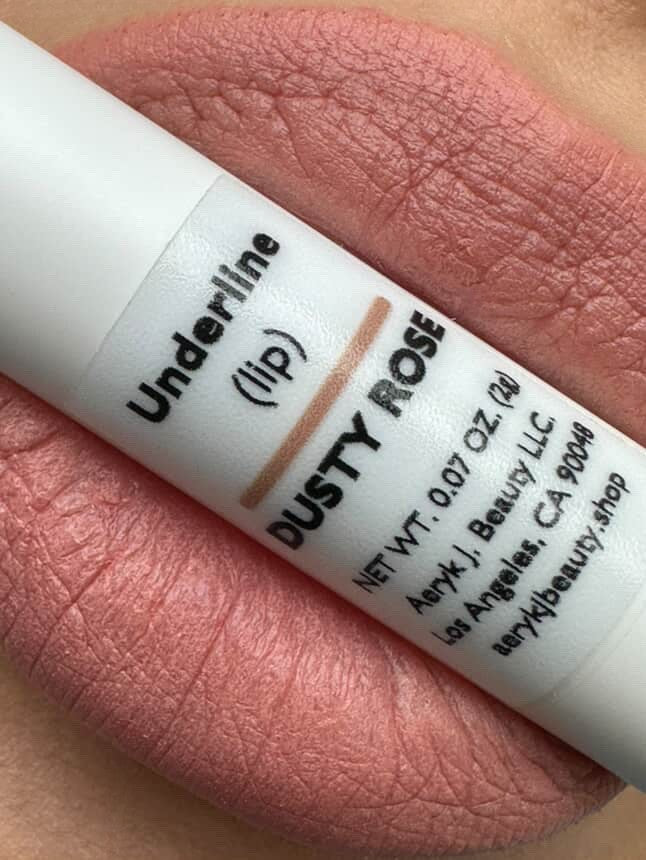 Underline
(lip)
DUSTY ROSE
NET WT. 0.07 OZ. (2g)
Aeryk J. Beauty LLC.
Los Angeles, CA 90048
aerykjbeauty.shop